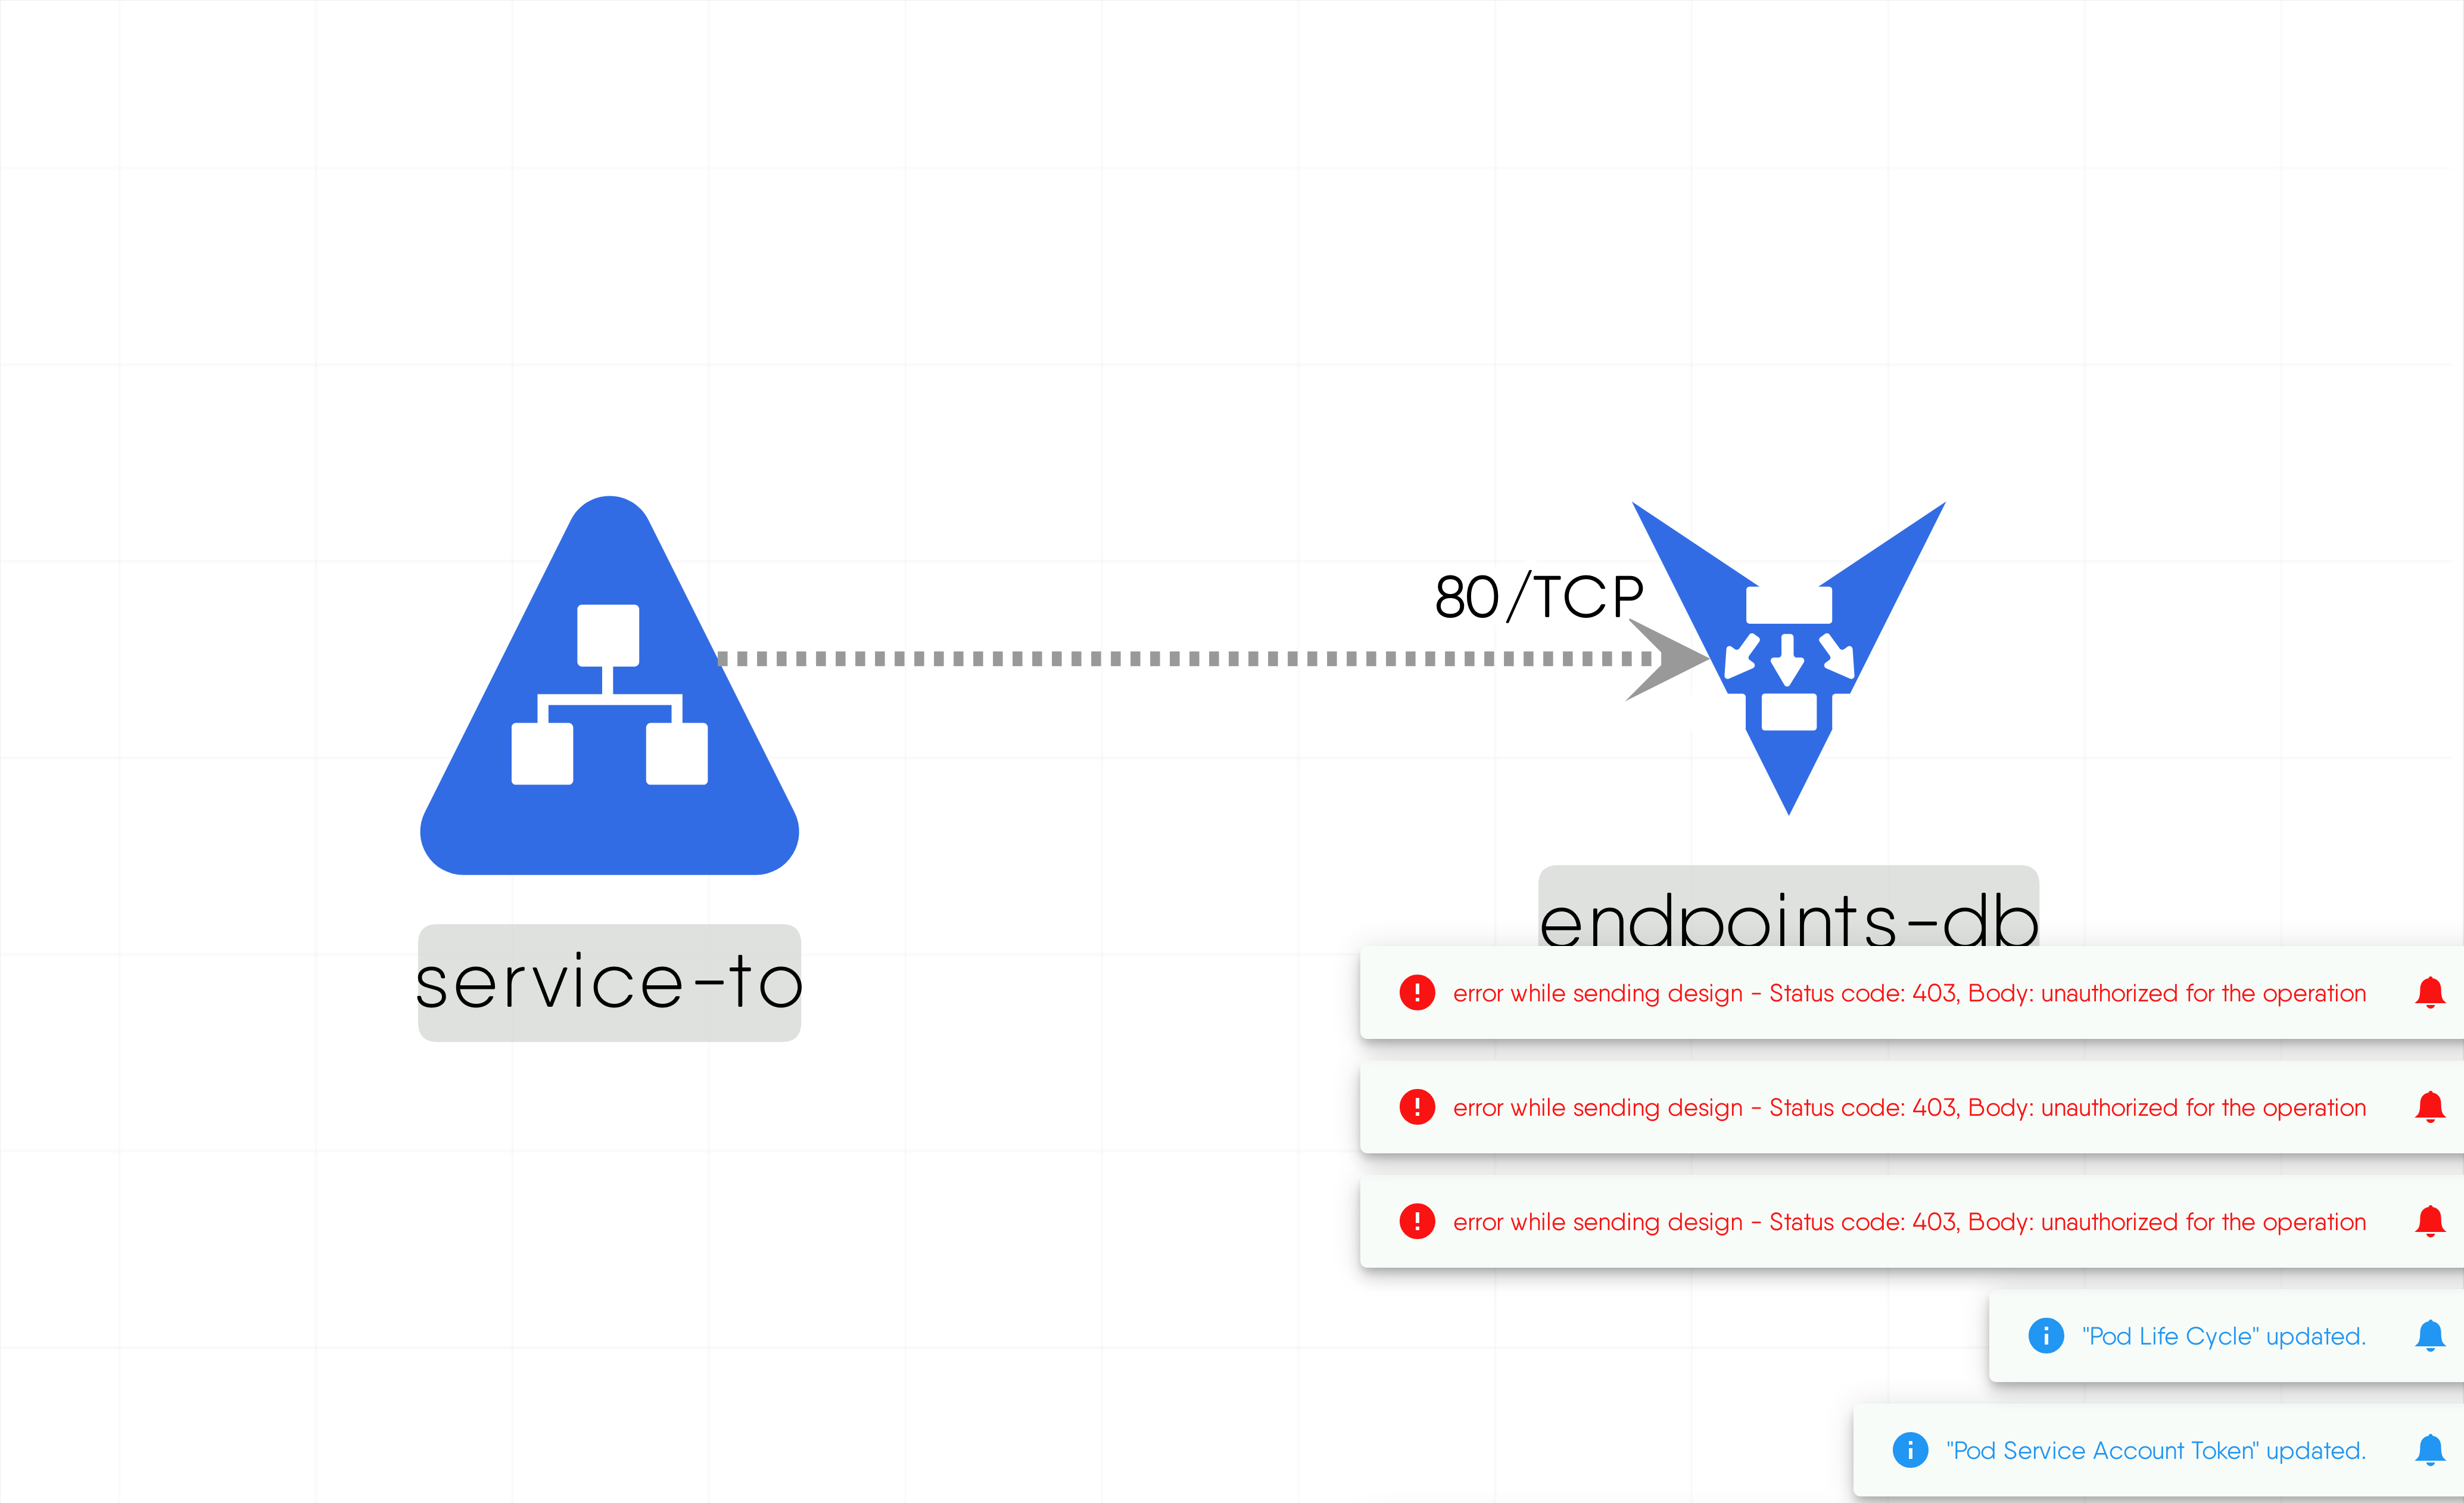 80/TCP
service-to
endpoints-db
error while sending design - Status code: 403, Body: unauthorized for the operation
error while sending design - Status code: 403, Body: unauthorized for the operation
error while sending design - Status code: 403, Body: unauthorized for the operation
"Pod Life Cycle" updated.
"Pod Service Account Token" updated.